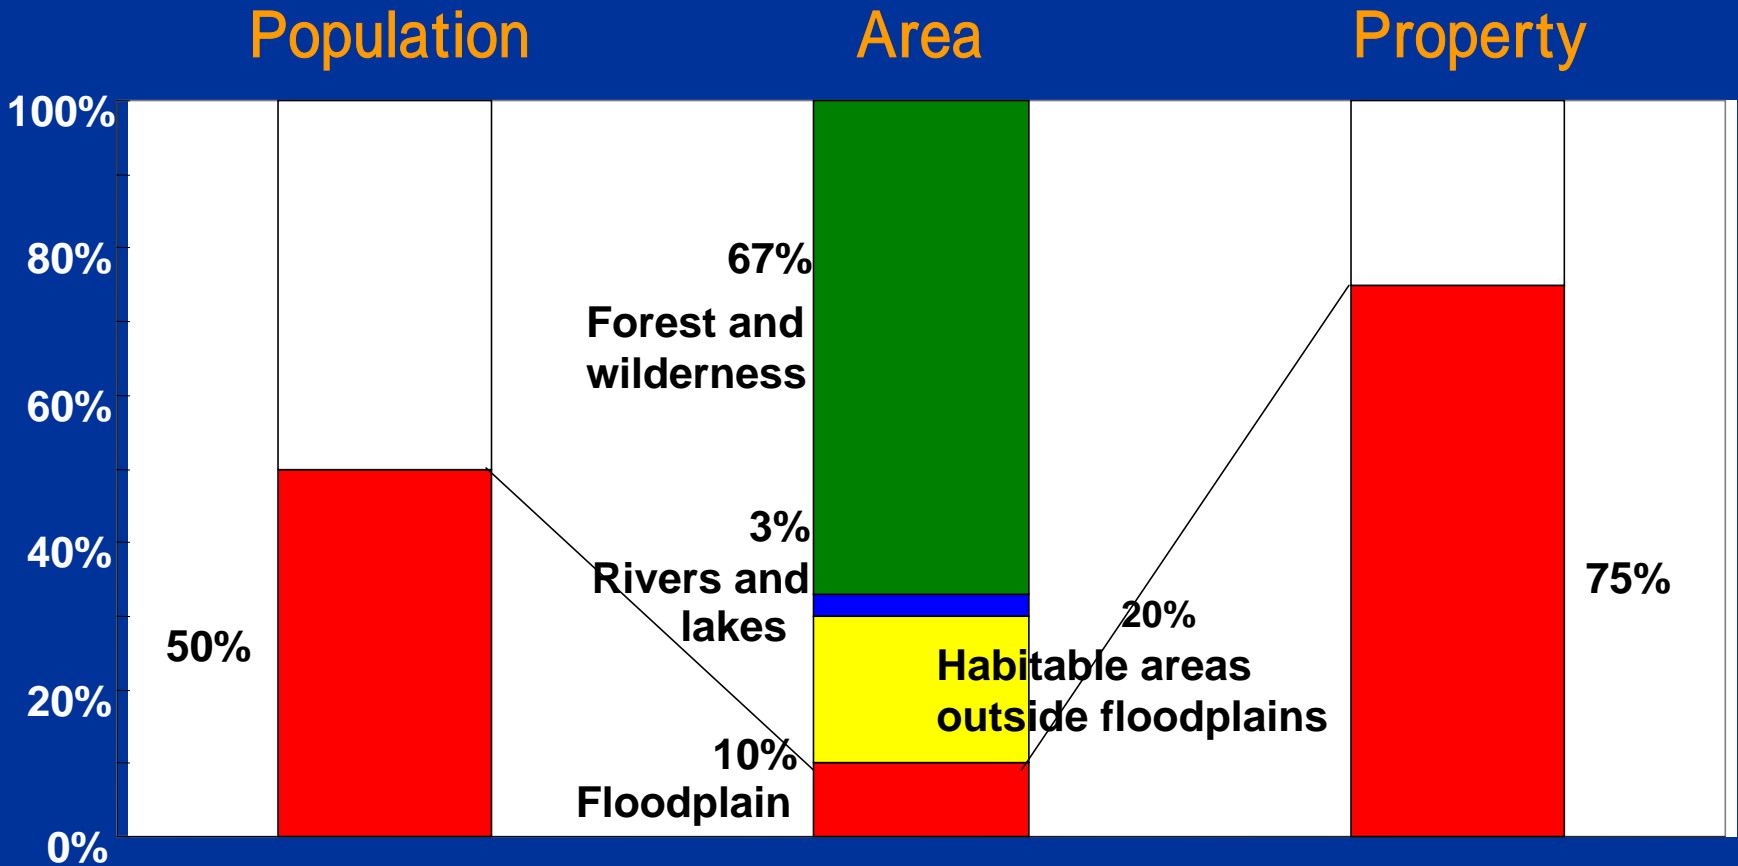 Population
Area
Property
100%
80%
60%
40%
20%
0%
50%
67%
Forest and
wilderness
3%
Rivers and
lakes
10%
Floodplain
20%
Habitable areas
outside floodplains
75%